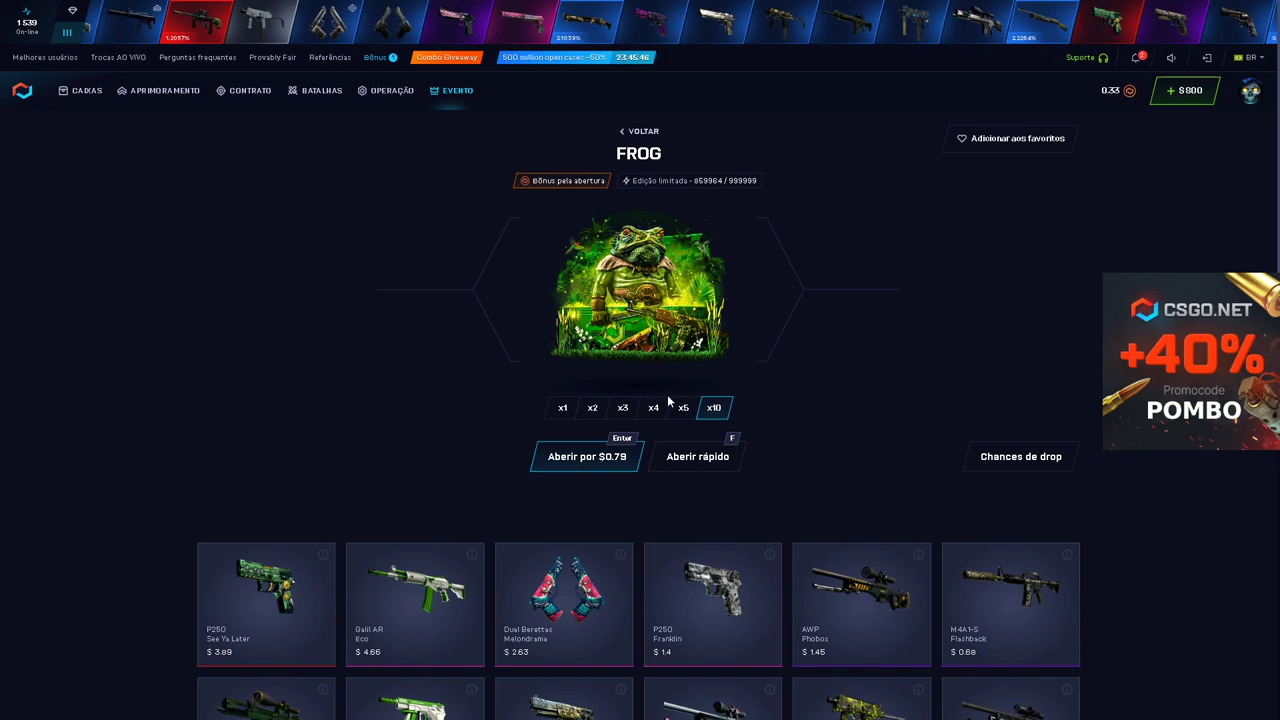 1 539
On-line
1.2057%
2.1039%
2.2264%
0.
Melhores usuários
Trocas AO VIVO
Perguntas frequentes
Provably Fair
Referências
Bônus
Combo Giveaway
500 million open cases -50% 23:45:46
Suporte
2
BR
CAIXAS
APRIMORAMENTO
CONTRATO
BATALHAS
OPERAÇÃO
EVENTO
0.33
+ $ 800
VOLTAR
FROG
Adicionar aos favoritos
Bônus pela abertura
Edição limitada - 859964 / 999999
CSGO.NET
+40%
Promocode
POMBO
x1
x2
x3
x4
x5
x10
Enter
F
Aberir por $0.79
Aberir rápido
Chances de drop
P250
See Ya Later
$ 3.89
Galil AR
Eco
$ 4.66
Dual Berettas
Melondrama
$ 2.63
P250
Franklin
$ 1.4
AWP
Phobos
$ 1.45
M4A1-S
Flashback
$ 0.68